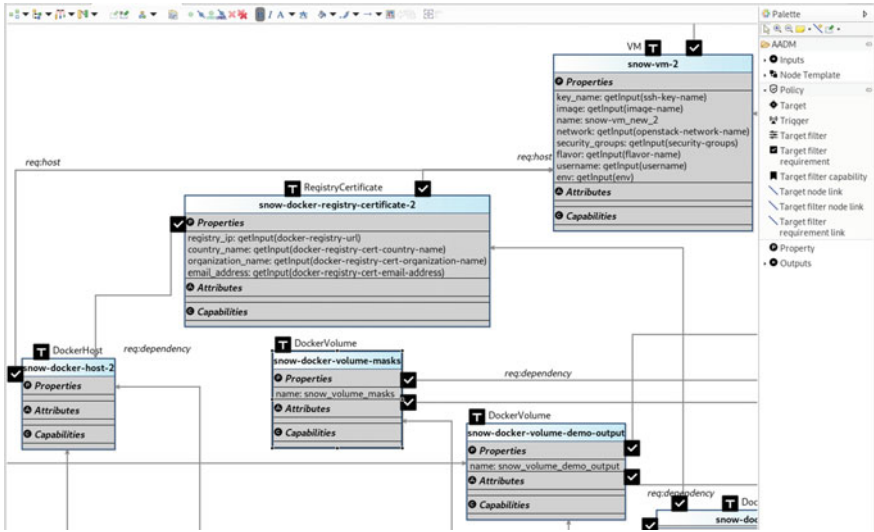 Palette
AADM
Inputs
Node Template
Policy
Target
Trigger
Target filter
Target filter
requirement
Target filter capability
Target node link
Target filter node link
Target filter
requirement link
Property
Outputs
VM
snow-vm-2
Properties
key_name: getInput(ssh-key-name)
image: getInput(image-name)
name: snow-vm_new_2
network: getInput(openstack-network-name)
security_groups: getInput(security-groups)
flavor: getInput(flavor-name)
username: getInput(username)
env: getInput(env)
Attributes
Capabilities
req:host
req:host
RegistryCertificate
snow-docker-registry-certificate-2
Properties
registry_ip: getInput(docker-registry-url)
country_name: getInput(docker-registry-cert-country-name)
organization_name: getInput(docker-registry-cert-organization-name)
email_address: getInput(docker-registry-cert-email-address)
Attributes
Capabilities
DockerHost
req:dependency
snow-docker-host-2
Properties
Attributes
Capabilities
DockerVolume
snow-docker-volume-masks
Properties
name: snow_volume_masks
Attributes
Capabilities
req:dependency
DockerVolume
snow-docker-volume-demo-output
Properties
name: snow_volume_demo_output
Attributes
Capabilities
req:dependency
Doc
snow-doc